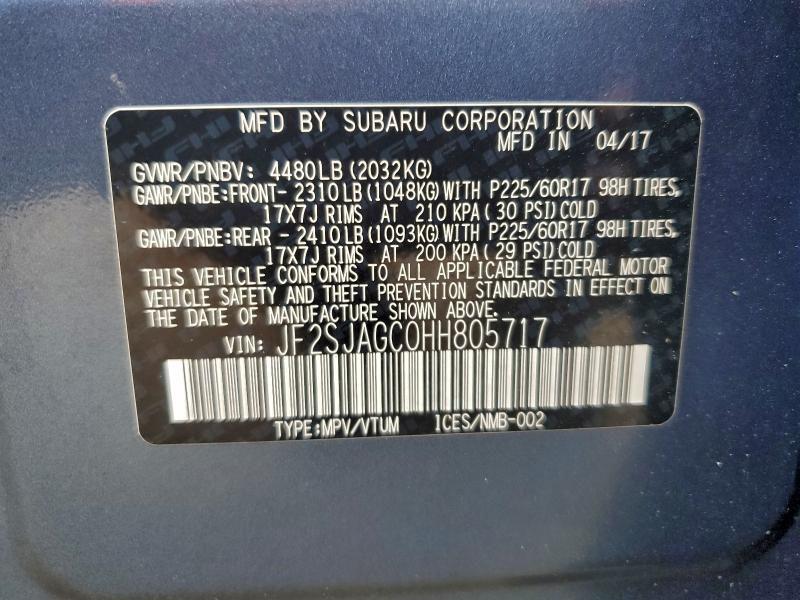 MFD BY SUBARU CORPORATION
MFD IN 04/17
GVWR/PNBV: 4480LB (2032KG)
GAWR/PNBE:FRONT- 2310LB (1048KG)WITH P225/60R17 98H TIRES,
17X7J RIMS AT 210 KPA( 30 PSI)COLD
GAWR/PNBE:REAR - 2410LB (1093KG)WITH P225/60R17 98H TIRES,
17X7J RIMS AT 200 KPA( 29 PSI)COLD
THIS VEHICLE CONFORMS TO ALL APPLICABLE FEDERAL MOTOR
VEHICLE SAFETY AND THEFT PREVENTION STANDARDS IN EFFECT ON
THE DATE OF MANUFACTURE SHOWN ABOVE.
VIN: JF2SJAGC0HH805717
TYPE:MPV/VTUM 1CES/NMB-002